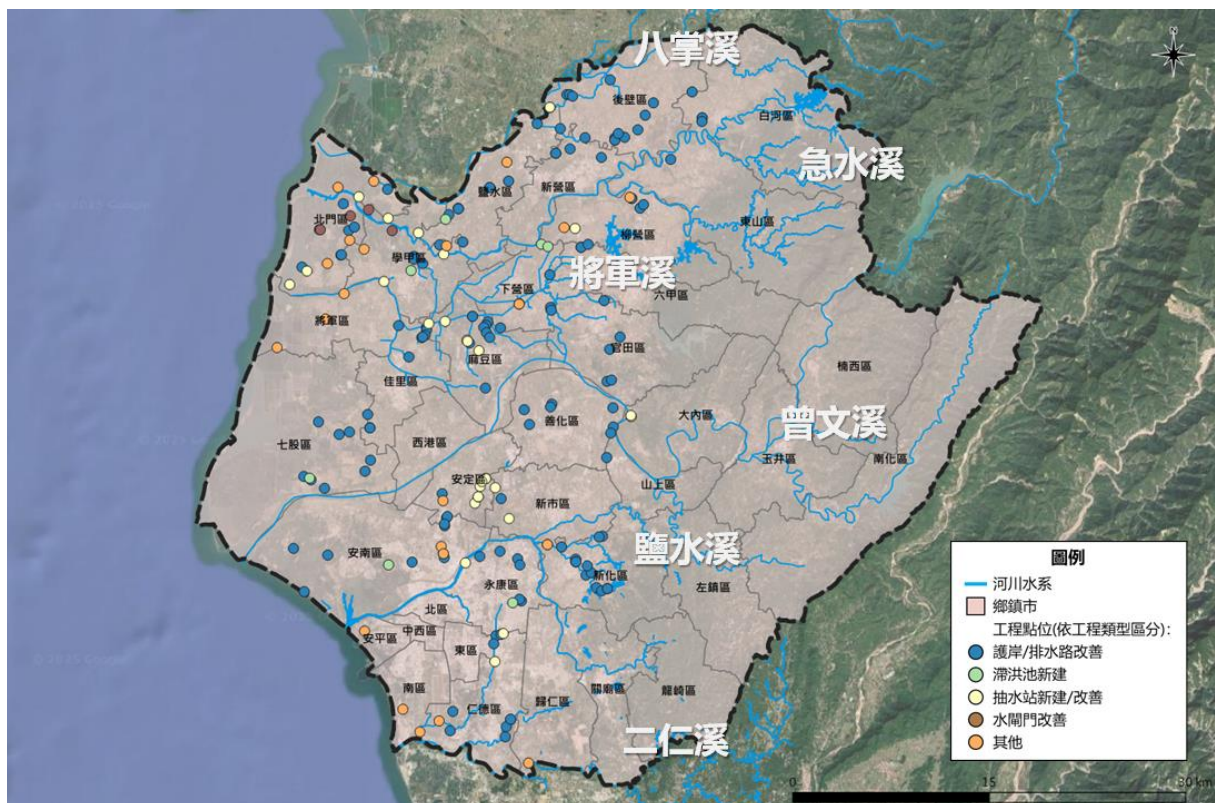 八掌溪
後壁區
白河區
急水溪
鹽水區
新營區
北門區
東山區
柳營區
學甲區
將軍溪
下營區
六甲區
將軍區
官田區
麻豆區
楠西區
佳里區
大內區
善化區
曾文溪
七股區
西港區
玉井區
南化區
安定區
山上區
新市區
安南區
鹽水溪
新化區
永康區
左鎮區
北區
中西區
安平區
東區
南區
關廟區
龍崎區
歸仁區
仁德區
二仁溪
N
圖例
河川水系
鄉鎮市
工程點位(依工程類型區分):
護岸/排水路改善
滯洪池新建
抽水站新建/改善
水閘門改善
其他
0 15 30 km